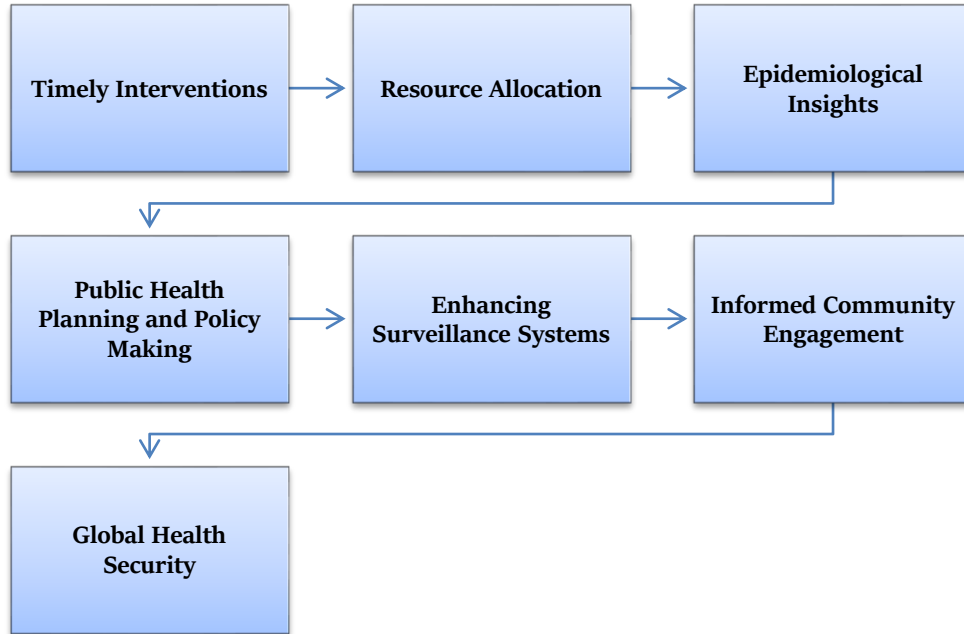 Timely Interventions
Resource Allocation
Epidemiological
Insights
Public Health
Planning and Policy
Making
Enhancing
Surveillance Systems
Informed Community
Engagement
Global Health
Security